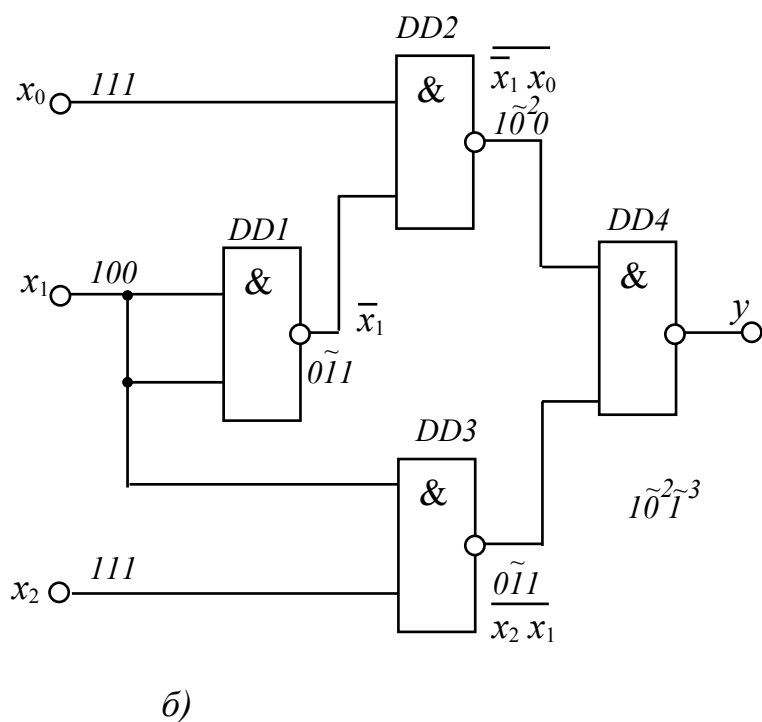 DD2
x₀ 111
&
x̅₁ x₀
10̃²0
DD1
DD4
x₁ 100
&
&
x̅₁
y
01̃1
DD3
&
10̃²1̃³
x₂ 111
01̃1
x₂ x₁
б)